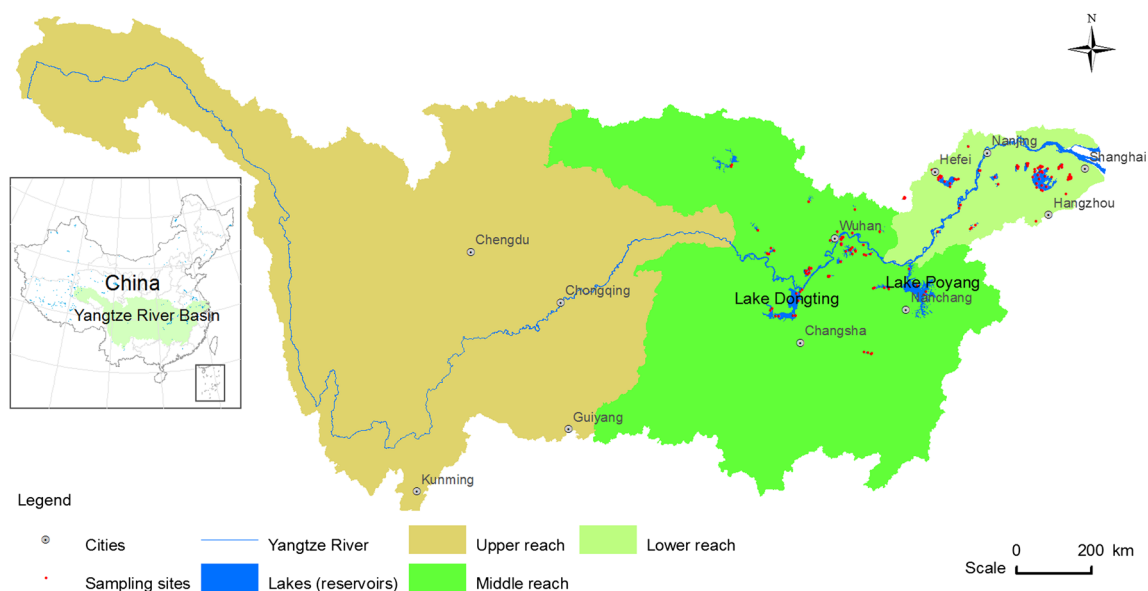 N
Nanjing
Hefei
Shanghai
Hangzhou
Wuhan
Chengdu
China
Yangtze River Basin
Chongqing
Lake Poyang
Lake Dongting
Nanchang
Changsha
Guiyang
Kunming
Legend
Cities
Yangtze River
Upper reach
Lower reach
Sampling sites
Lakes (reservoirs)
Middle reach
0 200 km
Scale